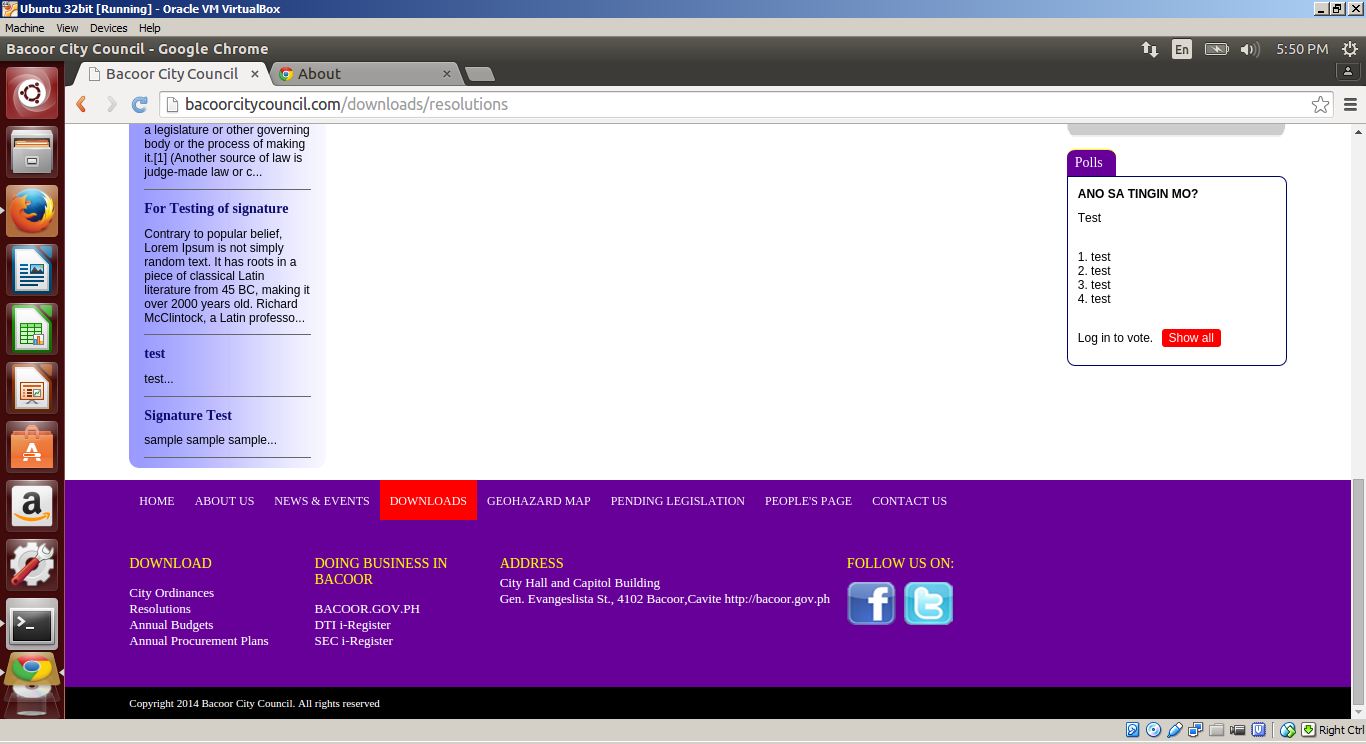 Ubuntu 32bit [Running] - Oracle VM VirtualBox
Machine View Devices Help
Bacoor City Council - Google Chrome
En
5:50 PM
Bacoor City Council
About
bacoorcitycouncil.com/downloads/resolutions
a legislature or other governing
body or the process of making
it.[1] (Another source of law is
judge-made law or c...
For Testing of signature
Contrary to popular belief,
Lorem Ipsum is not simply
random text. It has roots in a
piece of classical Latin
literature from 45 BC, making it
over 2000 years old. Richard
McClintock, a Latin professo...
test
test...
Signature Test
sample sample sample...
Polls
ANO SA TINGIN MO?
Test
1. test
2. test
3. test
4. test
Log in to vote. Show all
HOME ABOUT US NEWS & EVENTS DOWNLOADS GEOHAZARD MAP PENDING LEGISLATION PEOPLE'S PAGE CONTACT US
DOWNLOAD
City Ordinances
Resolutions
Annual Budgets
Annual Procurement Plans
DOING BUSINESS IN
BACOOR
BACOOR.GOV.PH
DTI i-Register
SEC i-Register
ADDRESS
City Hall and Capitol Building
Gen. Evangeslista St., 4102 Bacoor,Cavite http://bacoor.gov.ph
FOLLOW US ON:
Copyright 2014 Bacoor City Council. All rights reserved
Right Ctrl